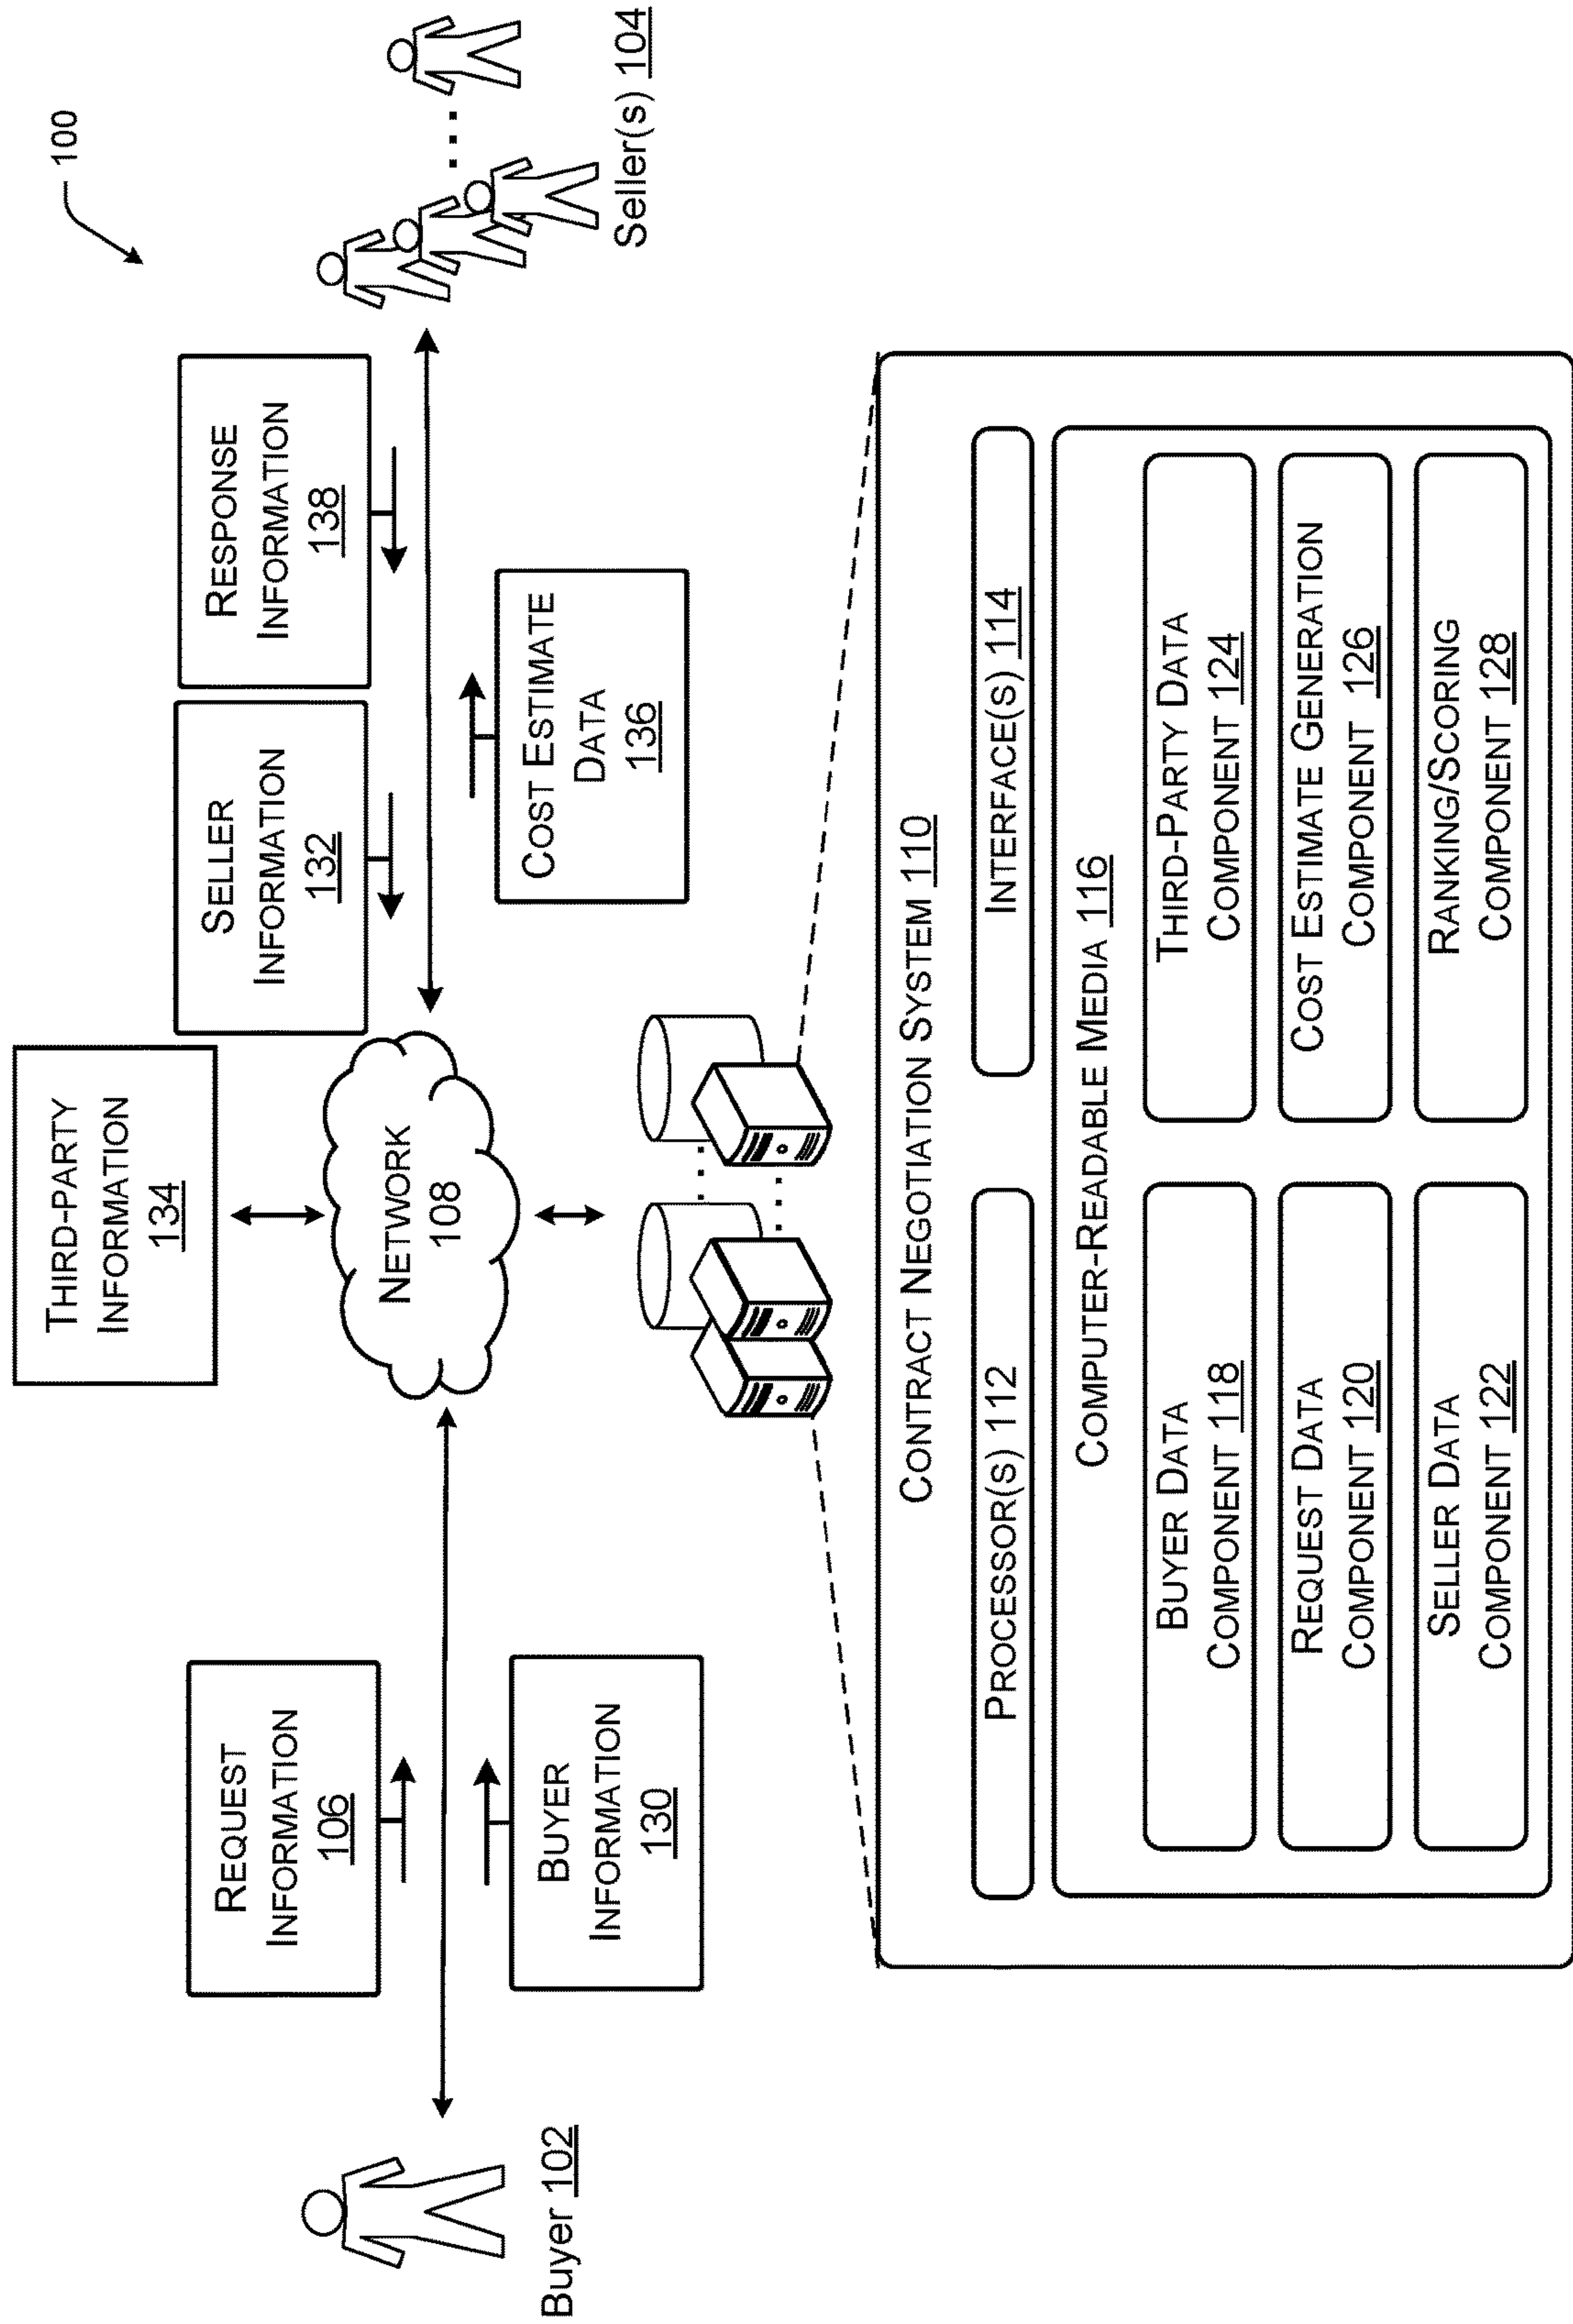 100
THIRD-PARTY
INFORMATION
134
REQUEST
INFORMATION
106
SELLER
INFORMATION
132
RESPONSE
INFORMATION
138
NETWORK
108
BUYER
INFORMATION
130
COST ESTIMATE
DATA
136
Buyer 102
Seller(s) 104
CONTRACT NEGOTIATION SYSTEM 110
PROCESSOR(S) 112
INTERFACE(S) 114
COMPUTER-READABLE MEDIA 116
BUYER DATA
COMPONENT 118
THIRD-PARTY DATA
COMPONENT 124
REQUEST DATA
COMPONENT 120
COST ESTIMATE GENERATION
COMPONENT 126
SELLER DATA
COMPONENT 122
RANKING/SCORING
COMPONENT 128